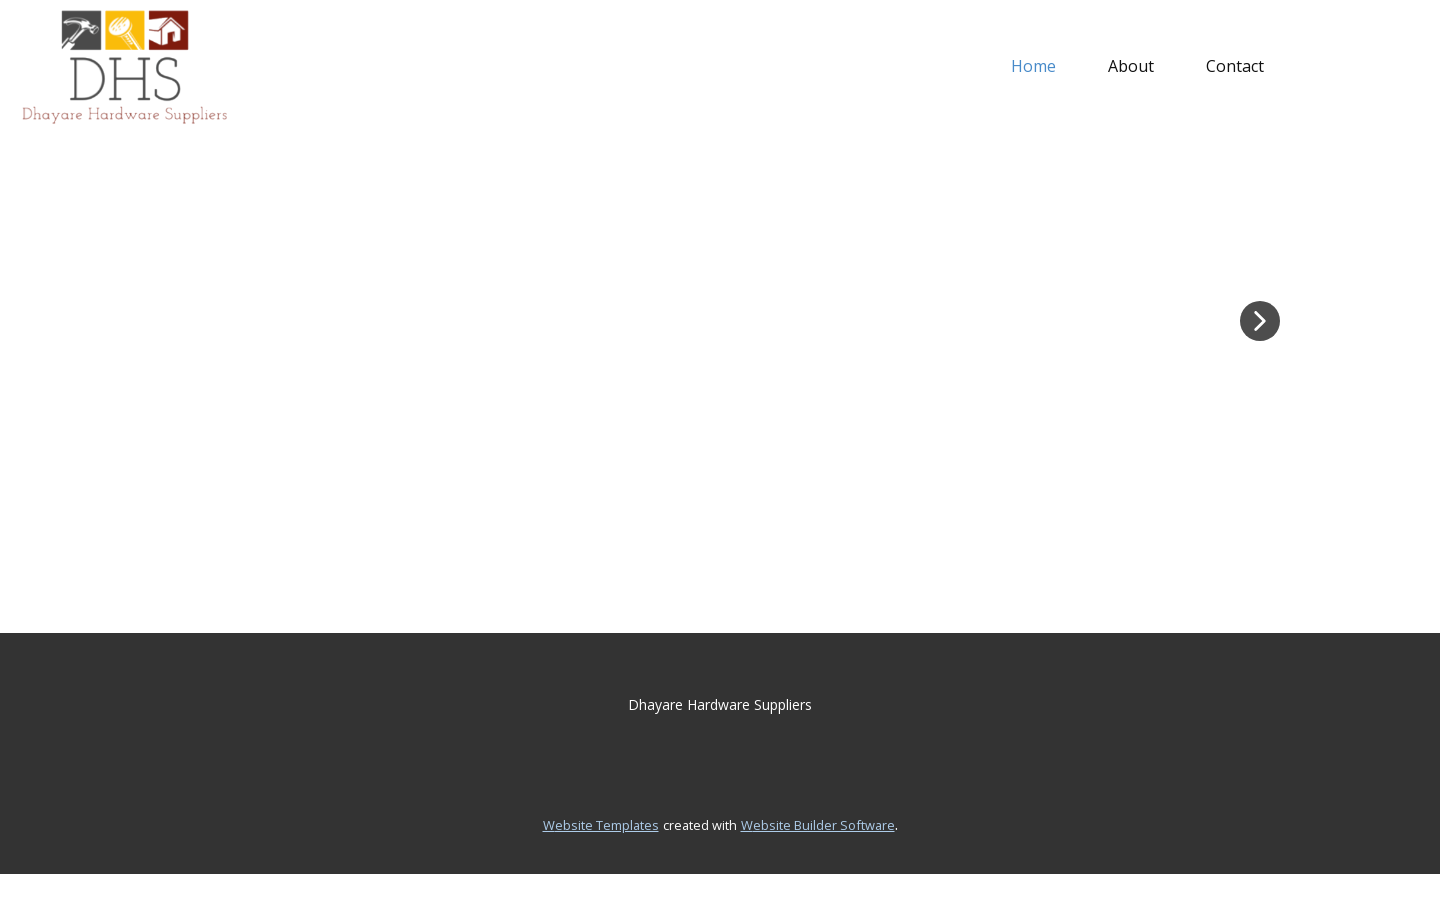 DHS
Dhayare Hardware Suppliers
Home About Contact
Dhayare Hardware Suppliers
Website Templates created with Website Builder Software.